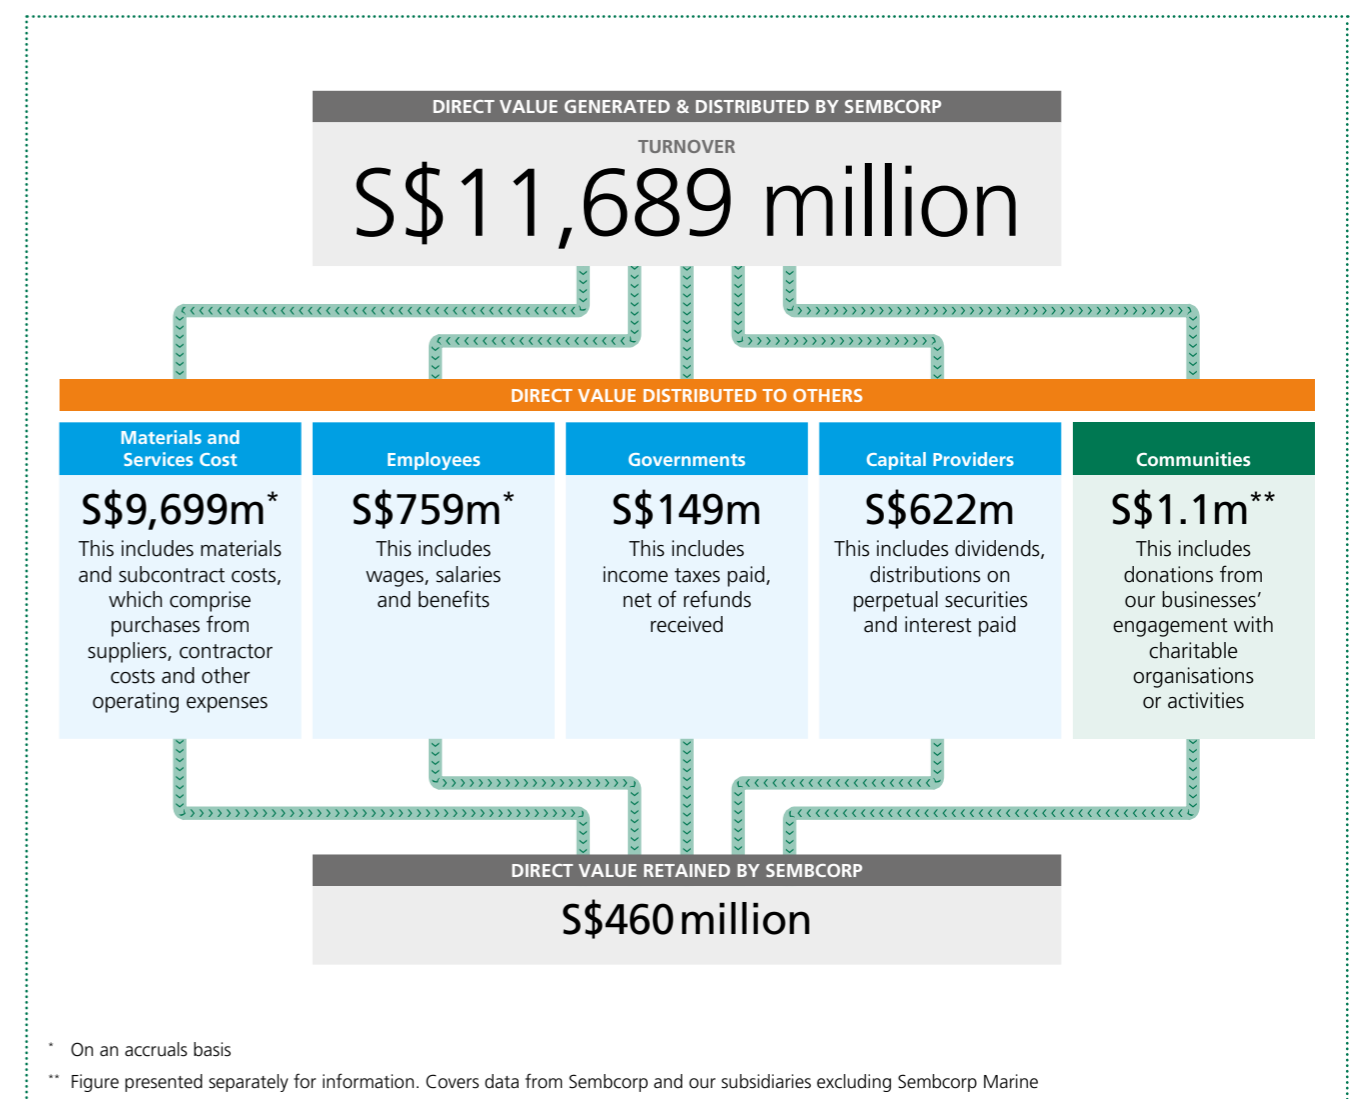 DIRECT VALUE GENERATED & DISTRIBUTED BY SEMBCORP
TURNOVER
S$11,689 million
DIRECT VALUE DISTRIBUTED TO OTHERS
Materials and
Services Cost
S$9,699m*
This includes materials
and subcontract costs,
which comprise
purchases from
suppliers, contractor
costs and other
operating expenses
Employees
S$759m*
This includes
wages, salaries
and benefits
Governments
S$149m
This includes
income taxes paid,
net of refunds
received
Capital Providers
S$622m
This includes dividends,
distributions on
perpetual securities
and interest paid
Communities
S$1.1m**
This includes
donations from
our businesses’
engagement with
charitable
organisations
or activities
DIRECT VALUE RETAINED BY SEMBCORP
S$460 million
* On an accruals basis
** Figure presented separately for information. Covers data from Sembcorp and our subsidiaries excluding Sembcorp Marine